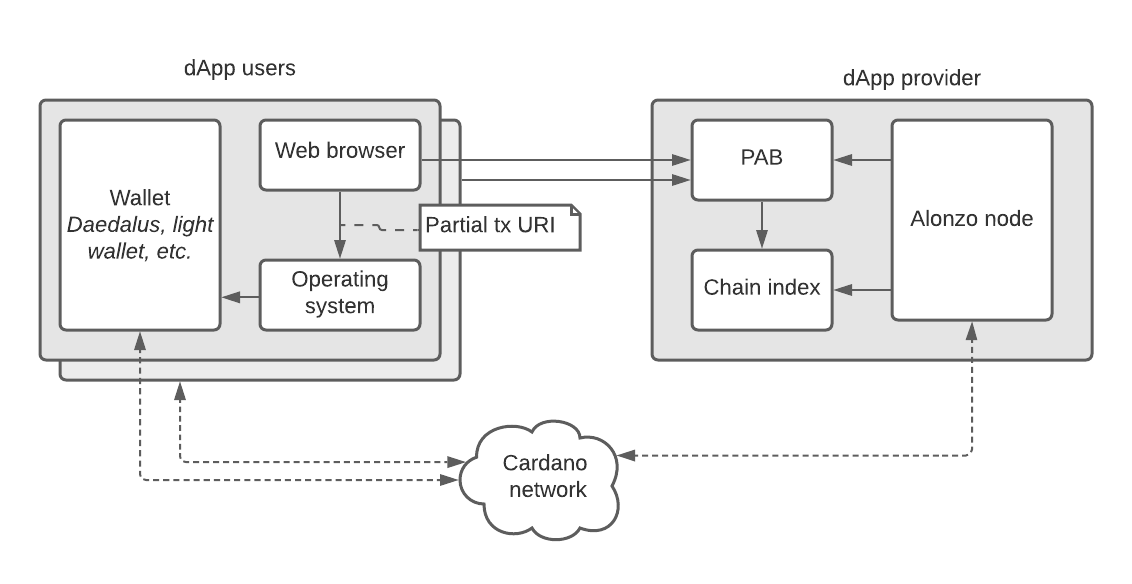 dApp users
dApp provider
Web browser
PAB
Wallet
Daedalus, light
wallet, etc.
Partial tx URI
Alonzo node
Operating
system
Chain index
Cardano
network